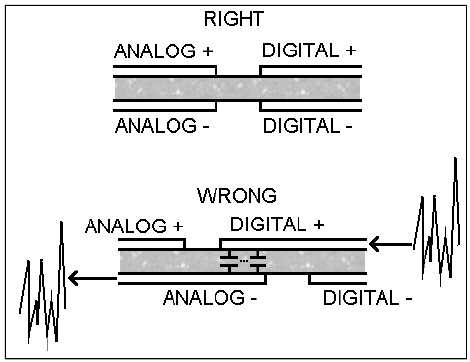 RIGHT
ANALOG + DIGITAL +
ANALOG - DIGITAL -
WRONG
ANALOG + DIGITAL +
ANALOG - DIGITAL -